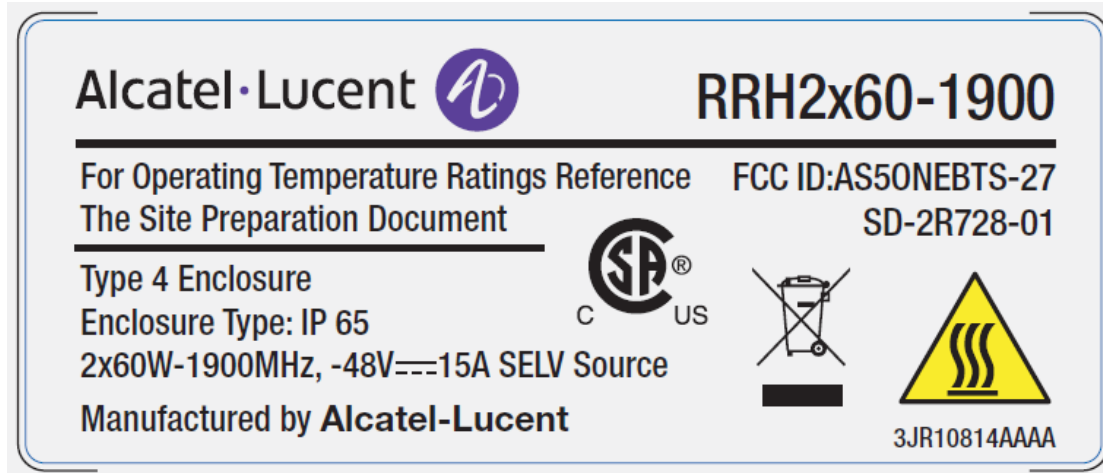 Alcatel·Lucent
RRH2x60-1900
For Operating Temperature Ratings Reference
The Site Preparation Document
FCC ID:AS5ONEBTS-27
SD-2R728-01
Type 4 Enclosure
Enclosure Type: IP 65
2x60W-1900MHz, -48V⎓15A SELV Source
Manufactured by Alcatel-Lucent
CSA®
C US
3JR10814AAAA